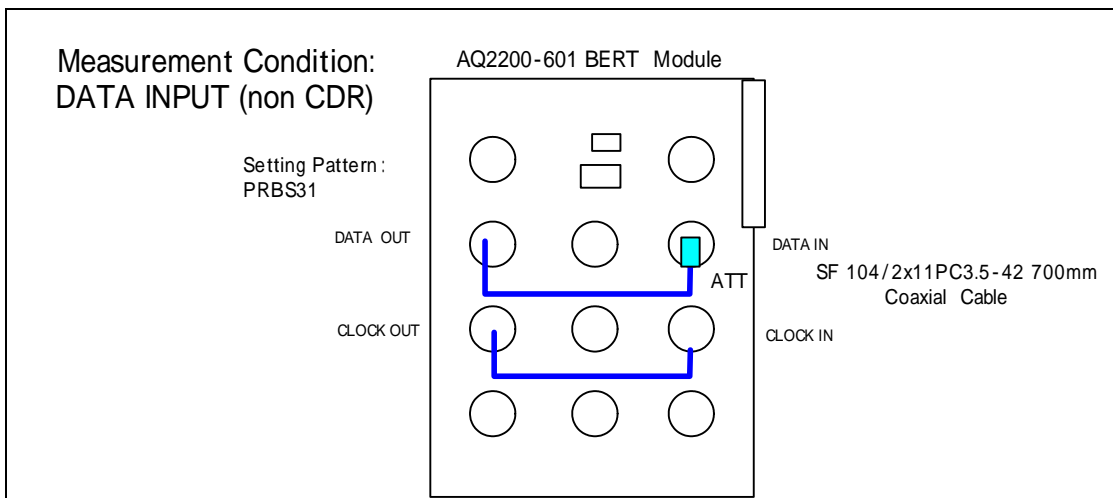 Measurement Condition:
DATA INPUT (non CDR)
AQ2200-601 BERT Module
Setting Pattern:
PRBS31
DATA OUT
DATA IN
ATT
SF 104/2x11PC3.5-42 700mm
Coaxial Cable
CLOCK OUT
CLOCK IN